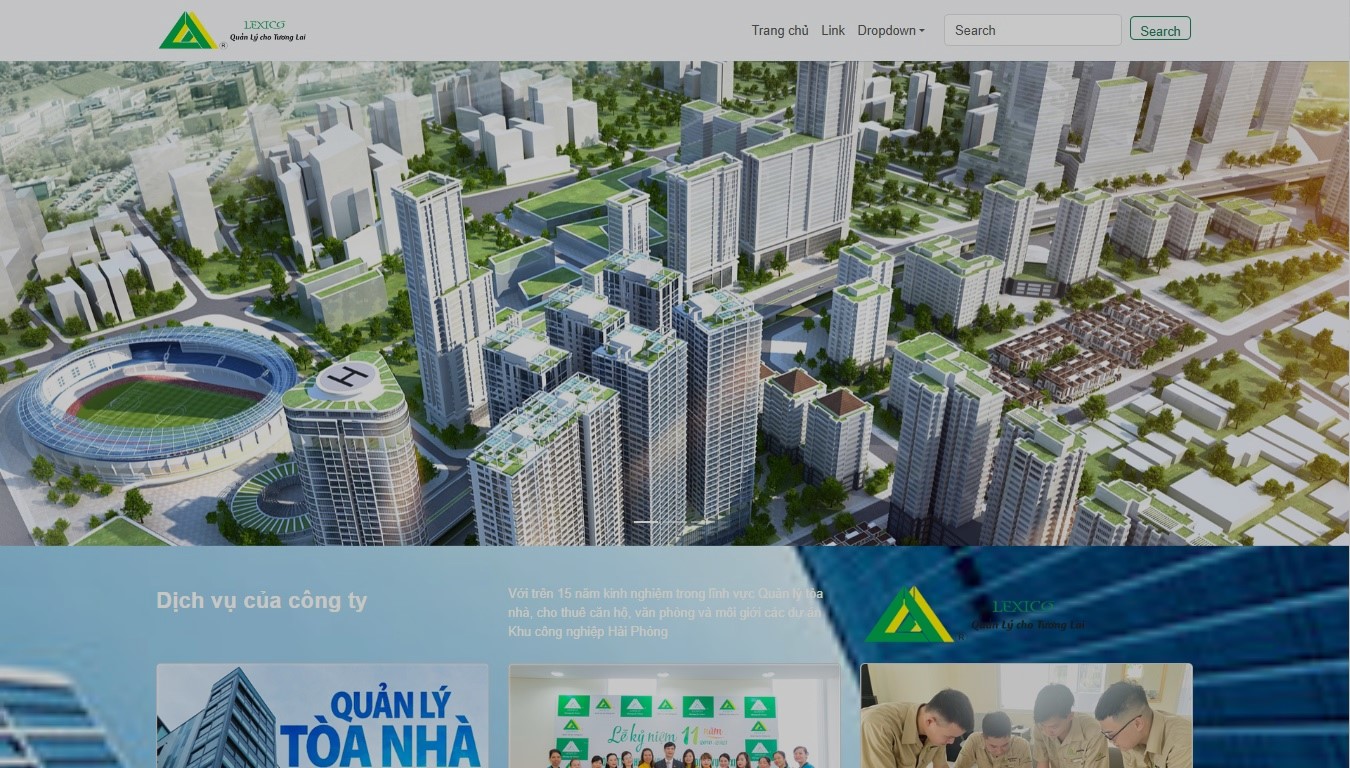 LEXICO
Quản Lý cho Tương Lai
®
Trang chủ Link Dropdown Search Search
H
Dịch vụ của công ty
Với trên 15 năm kinh nghiệm trong lĩnh vực Quản lý tòa
nhà, cho thuê căn hộ, văn phòng và môi giới các dự án
Khu công nghiệp Hải Phòng
LEXICO
Quản Lý cho Tương Lai
®
QUẢN LÝ
TÒA NHÀ
Lễ kỷ niệm 11 năm